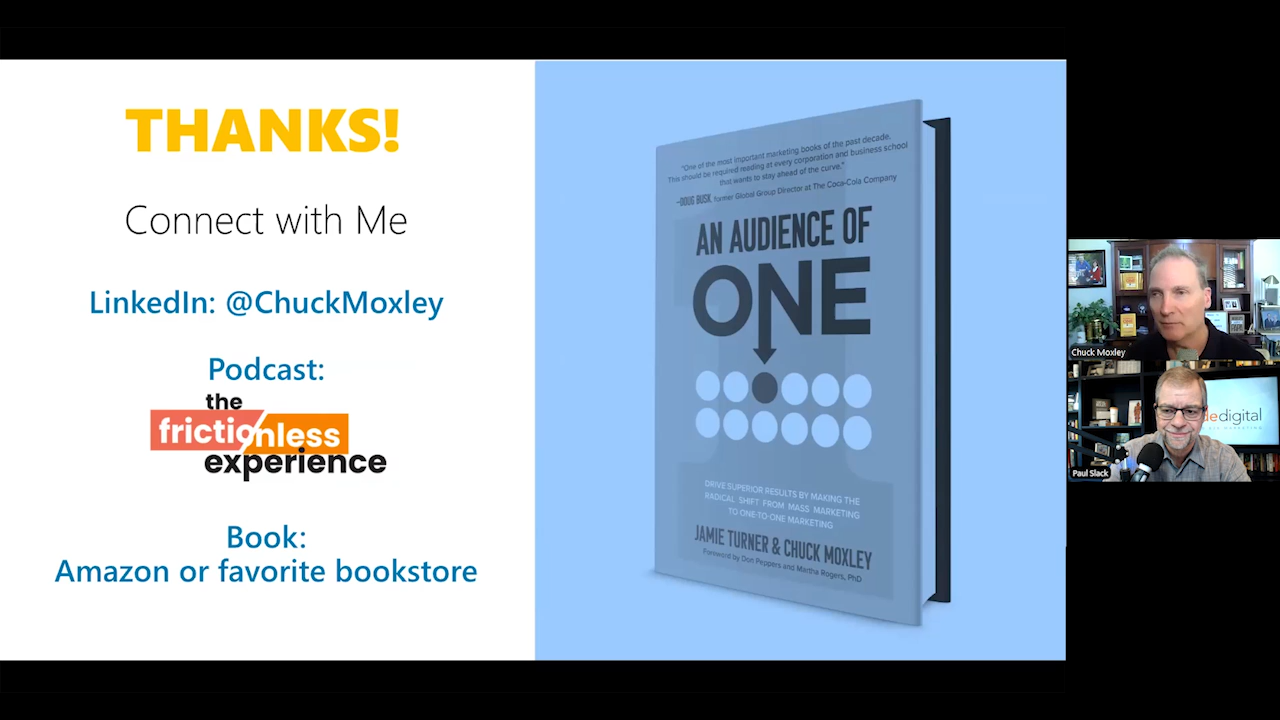 THANKS!
Connect with Me
LinkedIn: @ChuckMoxley
Podcast:
the
frictionless
experience
Book:
Amazon or favorite bookstore
"One of the most important marketing books of the past decade.
This should be required reading at every corporation and business school
that wants to stay ahead of the curve."
—DOUG BUSK, former Global Group Director at The Coca-Cola Company
AN AUDIENCE OF
ONE
DRIVE SUPERIOR RESULTS BY MAKING THE
RADICAL SHIFT FROM MASS MARKETING
TO ONE-TO-ONE MARKETING
JAMIE TURNER & CHUCK MOXLEY
Foreword by Don Peppers and Martha Rogers, PhD
Chuck Moxley
dedigital
Paul Slack